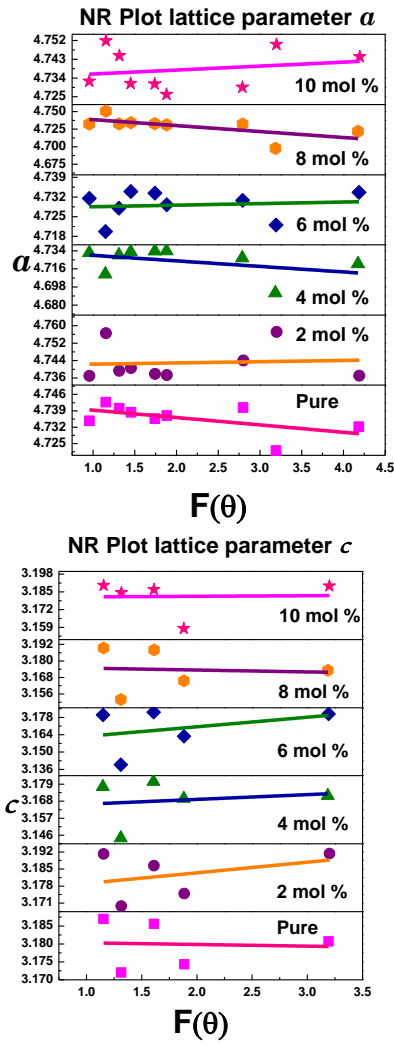 NR Plot lattice parameter a
4.752
4.743
4.734
4.725
10 mol %
4.750
4.725
4.700
4.675
8 mol %
4.739
4.732
4.725
4.718
6 mol %
a
4.734
4.716
4.698
4.680
4 mol %
4.760
4.752
4.744
4.736
2 mol %
4.746
4.739
4.732
4.725
Pure
1.0 1.5 2.0 2.5 3.0 3.5 4.0 4.5
F(θ)
NR Plot lattice parameter c
3.198
3.185
3.172
3.159
10 mol %
3.192
3.180
3.168
3.156
8 mol %
3.178
3.164
3.150
3.136
6 mol %
c
3.179
3.168
3.157
3.146
4 mol %
3.192
3.185
3.178
3.171
2 mol %
3.185
3.180
3.175
3.170
Pure
1.0 1.5 2.0 2.5 3.0 3.5
F(θ)